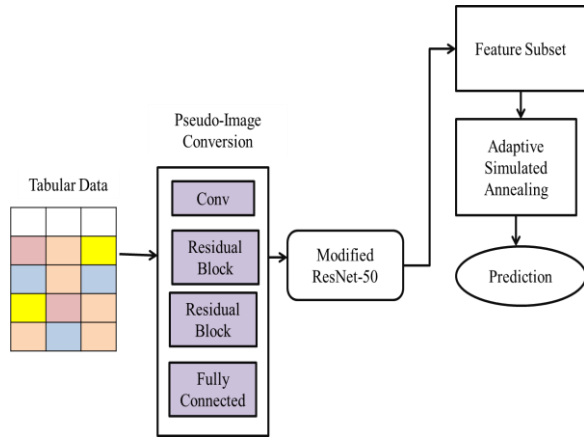 Tabular Data
Pseudo-Image
Conversion
Conv
Residual
Block
Residual
Block
Fully
Connected
Modified
ResNet-50
Feature Subset
Adaptive
Simulated
Annealing
Prediction